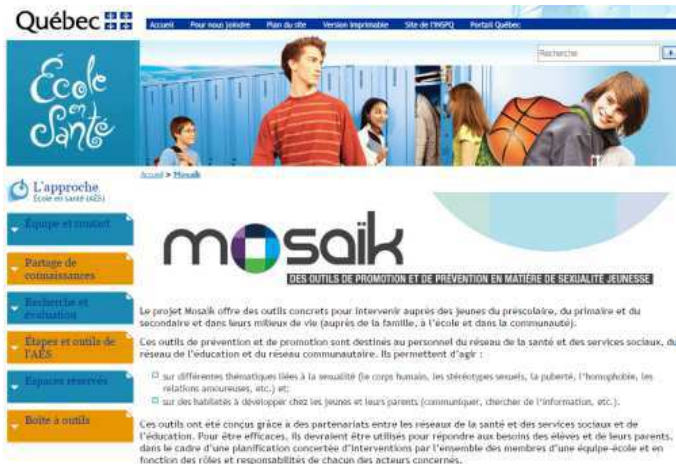 Québec
Accueil Pour nous joindre Plan du site Version imprimable Site de l'INSPQ Portail Québec
Recherche
École
en
Santé
Accueil > Mosaïk
L'approche
École en santé (AÉS)
Équipe et contact
Partage de
connaissances
Recherche et
évaluation
Étapes et outils de
l'AÉS
Espaces réservés
Boîte à outils
mosaïk
DES OUTILS DE PROMOTION ET DE PRÉVENTION EN MATIÈRE DE SEXUALITÉ JEUNESSE
Le projet Mosaïk offre des outils concrets pour intervenir auprès des jeunes du préscolaire, du primaire et du
secondaire et dans leurs milieux de vie (auprès de la famille, à l'école et dans la communauté).
Ces outils de prévention et de promotion sont destinés au personnel du réseau de la santé et des services sociaux, du
réseau de l'éducation et du réseau communautaire. Ils permettent d'agir :
sur différentes thématiques liées à la sexualité (le corps humain, les stéréotypes sexuels, la puberté, l'homophobie, les
relations amoureuses, etc.) et;
sur des habiletés à développer chez les jeunes et leurs parents (communiquer, chercher de l'information, etc.).
Ces outils ont été conçus grâce à des partenariats entre les réseaux de la santé et des services sociaux et de
l'éducation. Pour être efficaces, ils devraient être utilisés pour répondre aux besoins des élèves et de leurs parents,
dans le cadre d'une planification concertée d'interventions par l'ensemble des membres d'une équipe-école et en
fonction des rôles et responsabilités de chacun des acteurs concernés.